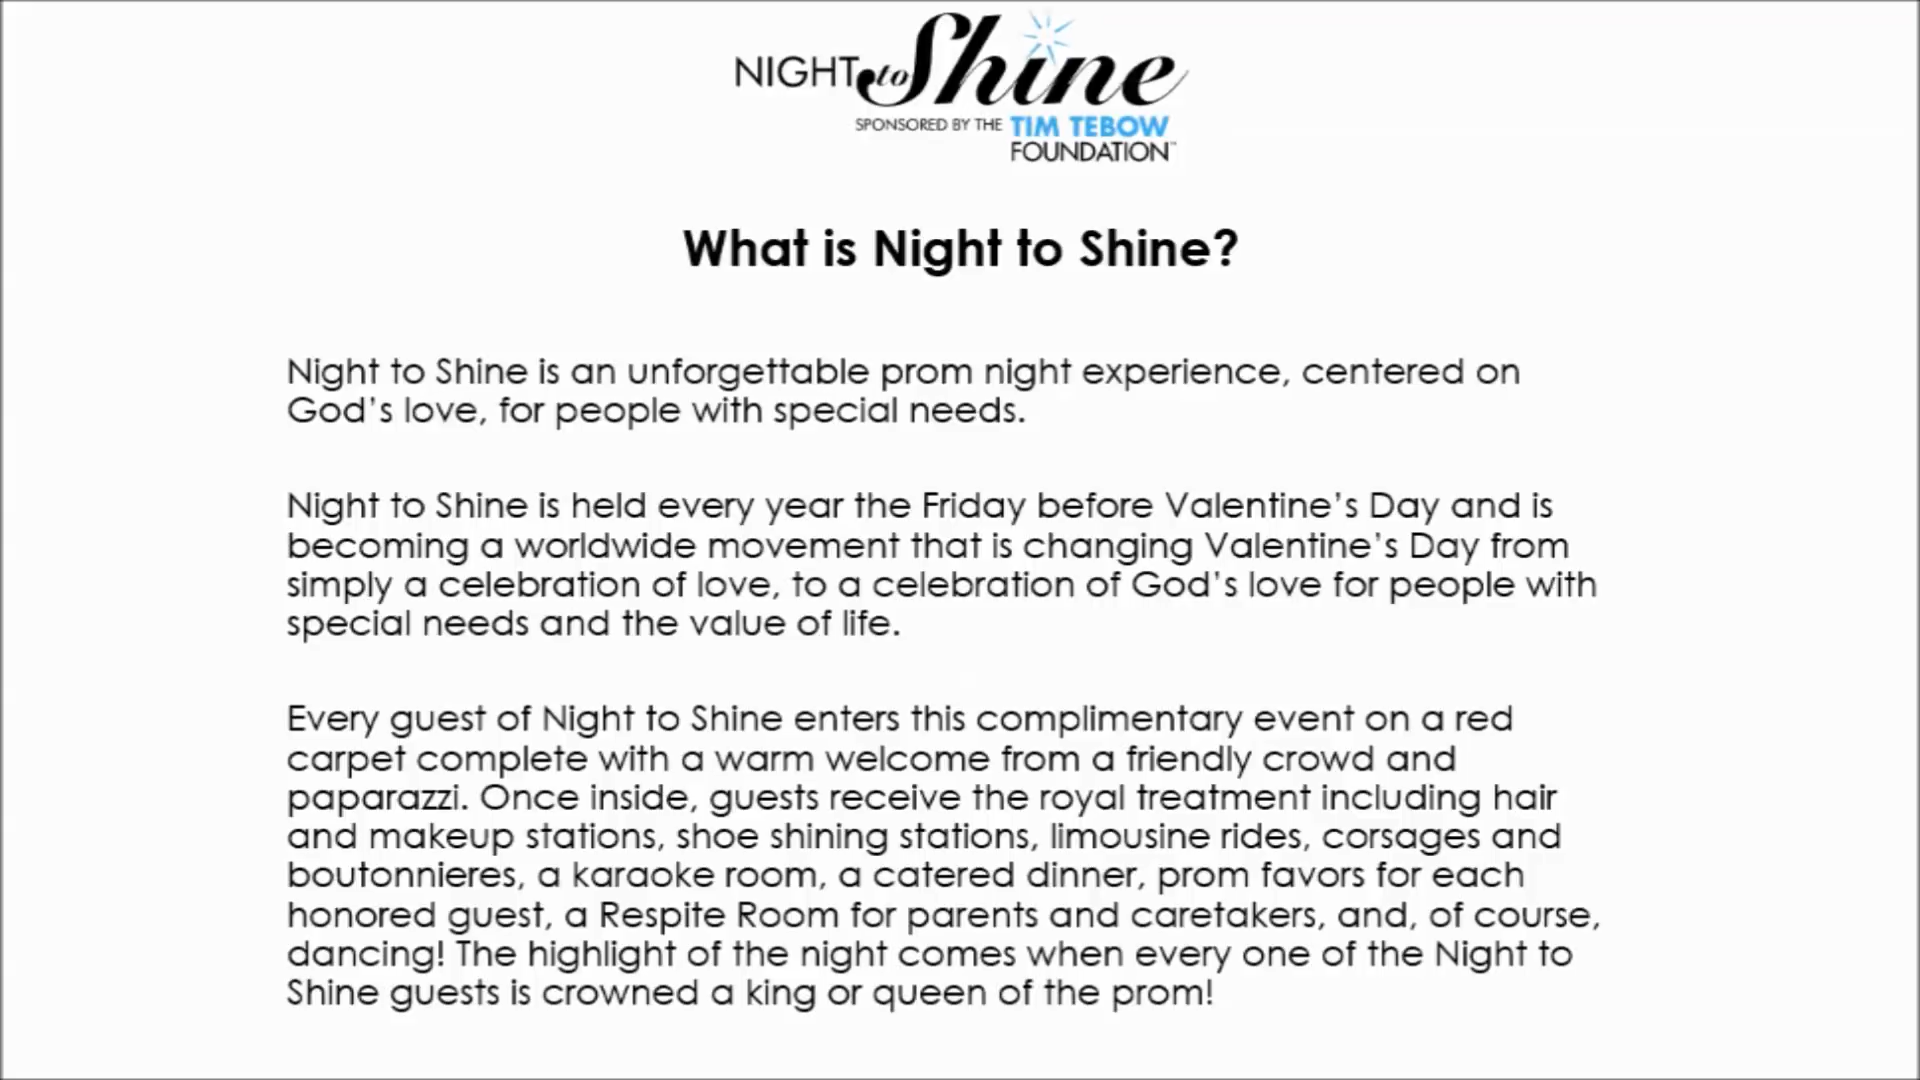 NIGHT to Shine
SPONSORED BY THE TIM TEBOW
FOUNDATION™
What is Night to Shine?
Night to Shine is an unforgettable prom night experience, centered on
God’s love, for people with special needs.
Night to Shine is held every year the Friday before Valentine’s Day and is
becoming a worldwide movement that is changing Valentine’s Day from
simply a celebration of love, to a celebration of God’s love for people with
special needs and the value of life.
Every guest of Night to Shine enters this complimentary event on a red
carpet complete with a warm welcome from a friendly crowd and
paparazzi. Once inside, guests receive the royal treatment including hair
and makeup stations, shoe shining stations, limousine rides, corsages and
boutonnieres, a karaoke room, a catered dinner, prom favors for each
honored guest, a Respite Room for parents and caretakers, and, of course,
dancing! The highlight of the night comes when every one of the Night to
Shine guests is crowned a king or queen of the prom!